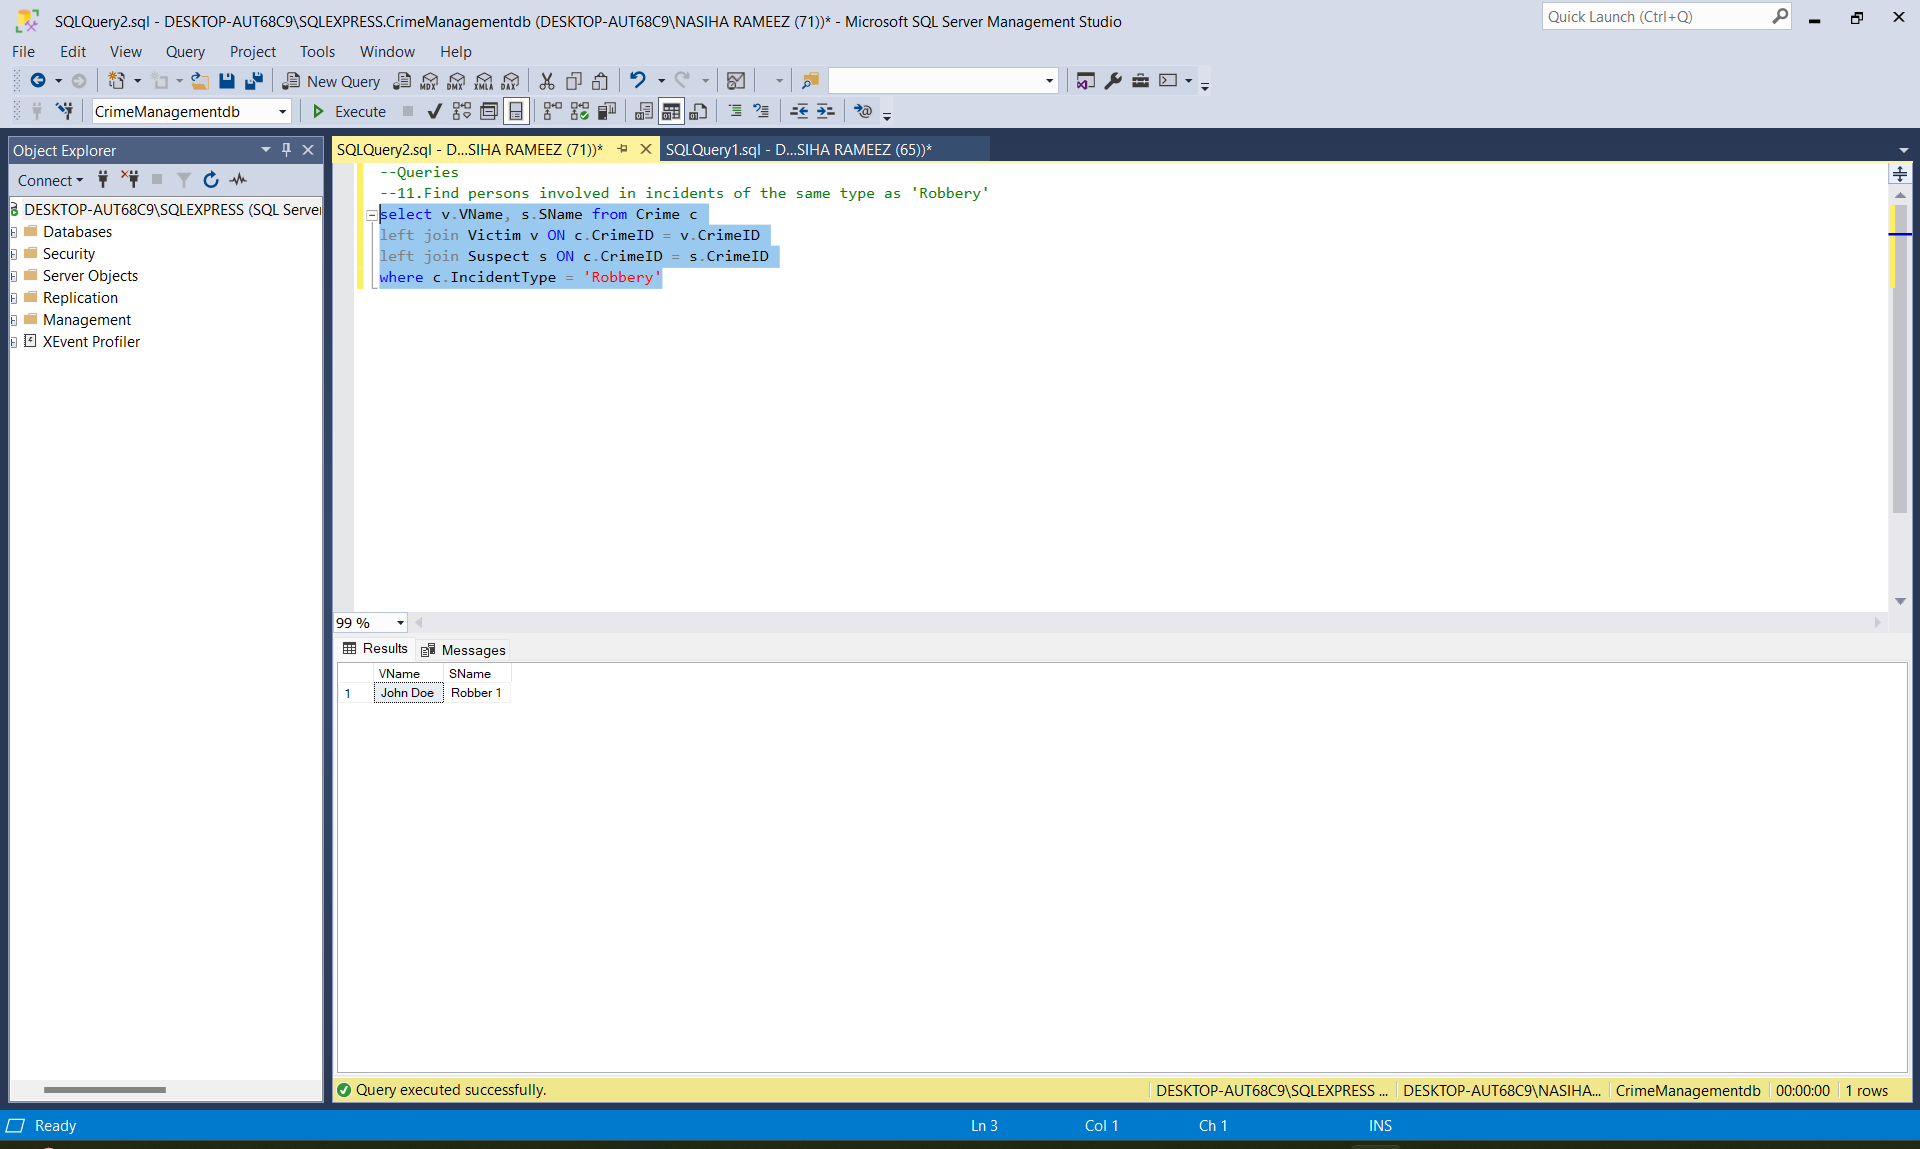 SQLQuery2.sql - DESKTOP-AUT68C9\SQLEXPRESS.CrimeManagementdb (DESKTOP-AUT68C9\NASIHA RAMEEZ (71))* - Microsoft SQL Server Management Studio
Quick Launch (Ctrl+Q)
File Edit View Query Project Tools Window Help
New Query MDX DMX XMLA DAX
CrimeManagementdb Execute
Object Explorer
SQLQuery2.sql - D...SIHA RAMEEZ (71))* SQLQuery1.sql - D...SIHA RAMEEZ (65))*
Connect
DESKTOP-AUT68C9\SQLEXPRESS (SQL Server
Databases
Security
Server Objects
Replication
Management
XEvent Profiler
--Queries
--11.Find persons involved in incidents of the same type as 'Robbery'
select v.VName, s.SName from Crime c
left join Victim v ON c.CrimeID = v.CrimeID
left join Suspect s ON c.CrimeID = s.CrimeID
where c.IncidentType = 'Robbery'
99 %
Results Messages
VName SName
1 John Doe Robber 1
Query executed successfully.
DESKTOP-AUT68C9\SQLEXPRESS ... DESKTOP-AUT68C9\NASIHA... CrimeManagementdb 00:00:00 1 rows
Ready Ln 3 Col 1 Ch 1 INS